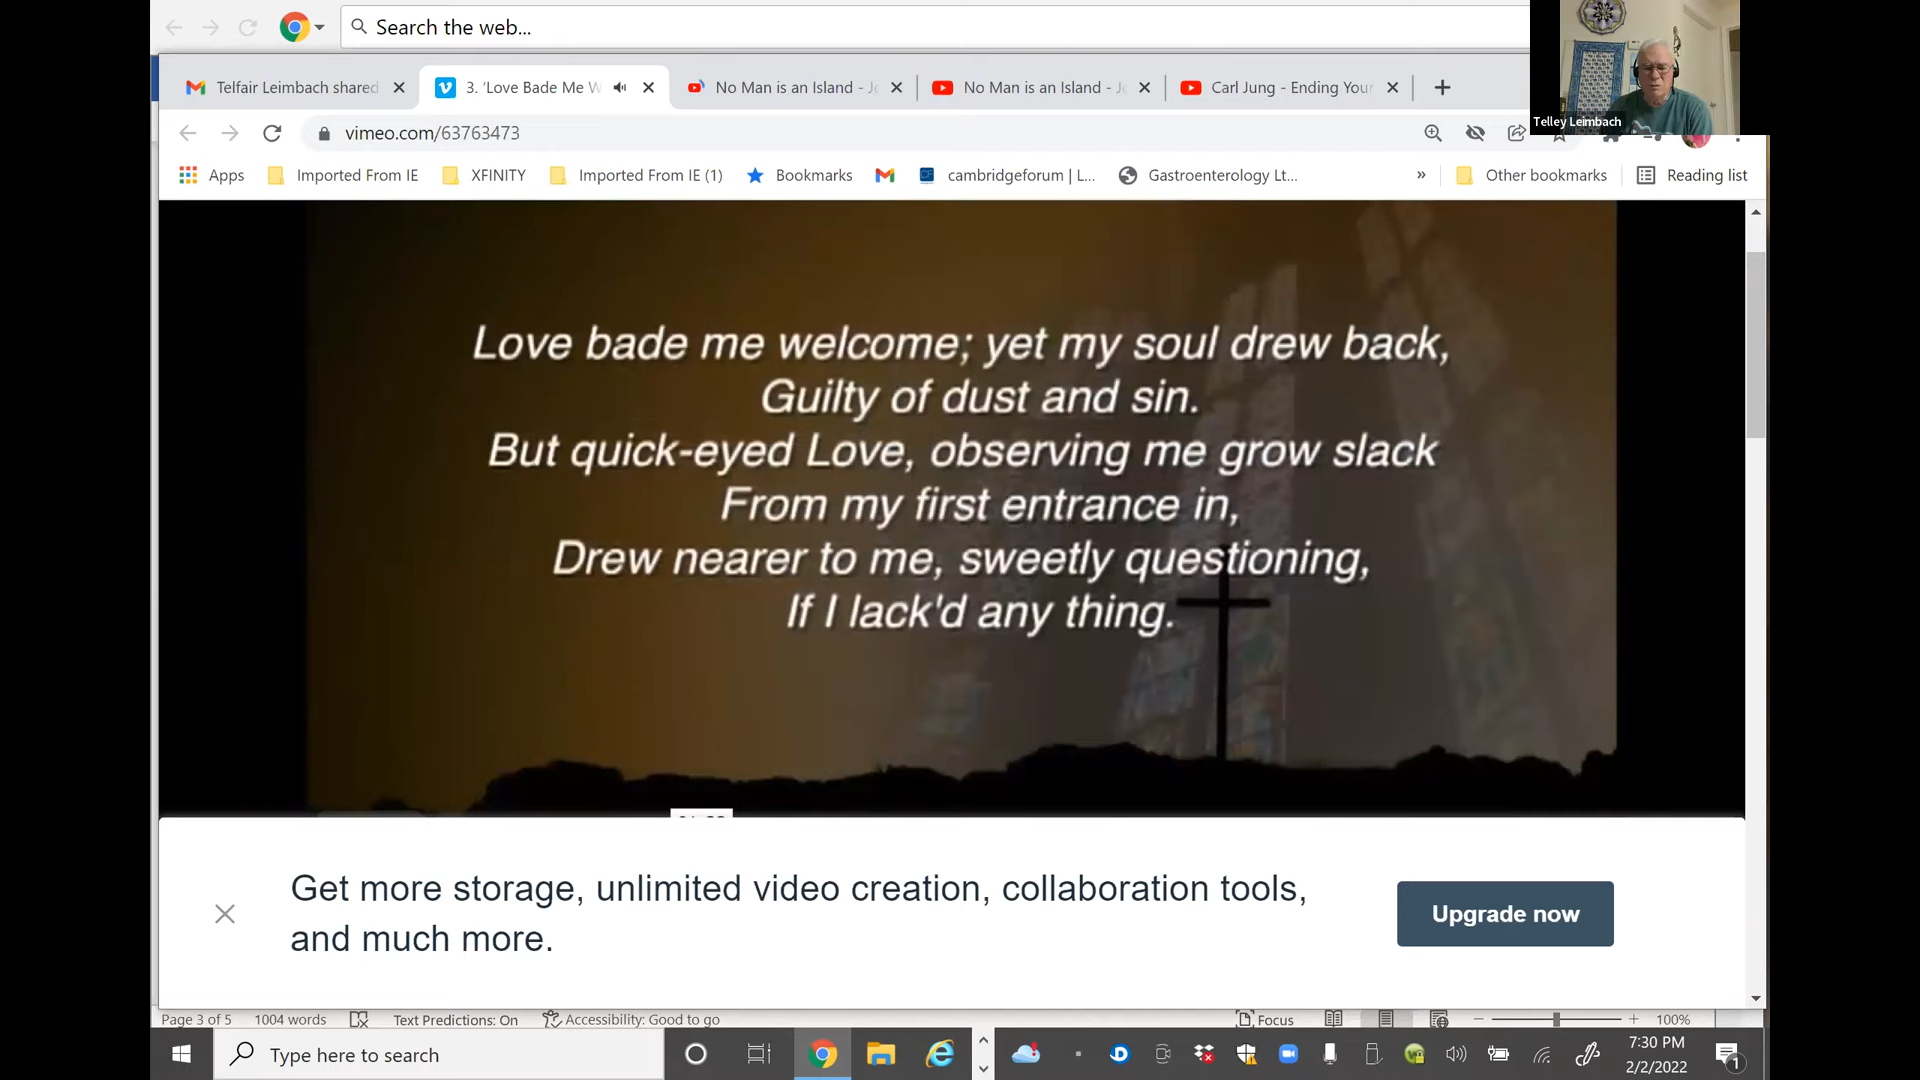 Search the web...
Telley Leimbach
Telfair Leimbach shared
3. ‘Love Bade Me W
No Man is an Island - Jo
No Man is an Island - Jo
Carl Jung - Ending Your
vimeo.com/63763473
Apps
Imported From IE
XFINITY
Imported From IE (1)
Bookmarks
cambridgeforum | L...
Gastroenterology Lt...
»
Other bookmarks
Reading list
Love bade me welcome; yet my soul drew back,
Guilty of dust and sin.
But quick-eyed Love, observing me grow slack
From my first entrance in,
Drew nearer to me, sweetly questioning,
If I lack'd any thing.
Get more storage, unlimited video creation, collaboration tools,
and much more.
Upgrade now
Page 3 of 5
1004 words
Text Predictions: On
Accessibility: Good to go
Focus
100%
Type here to search
7:30 PM
2/2/2022
1